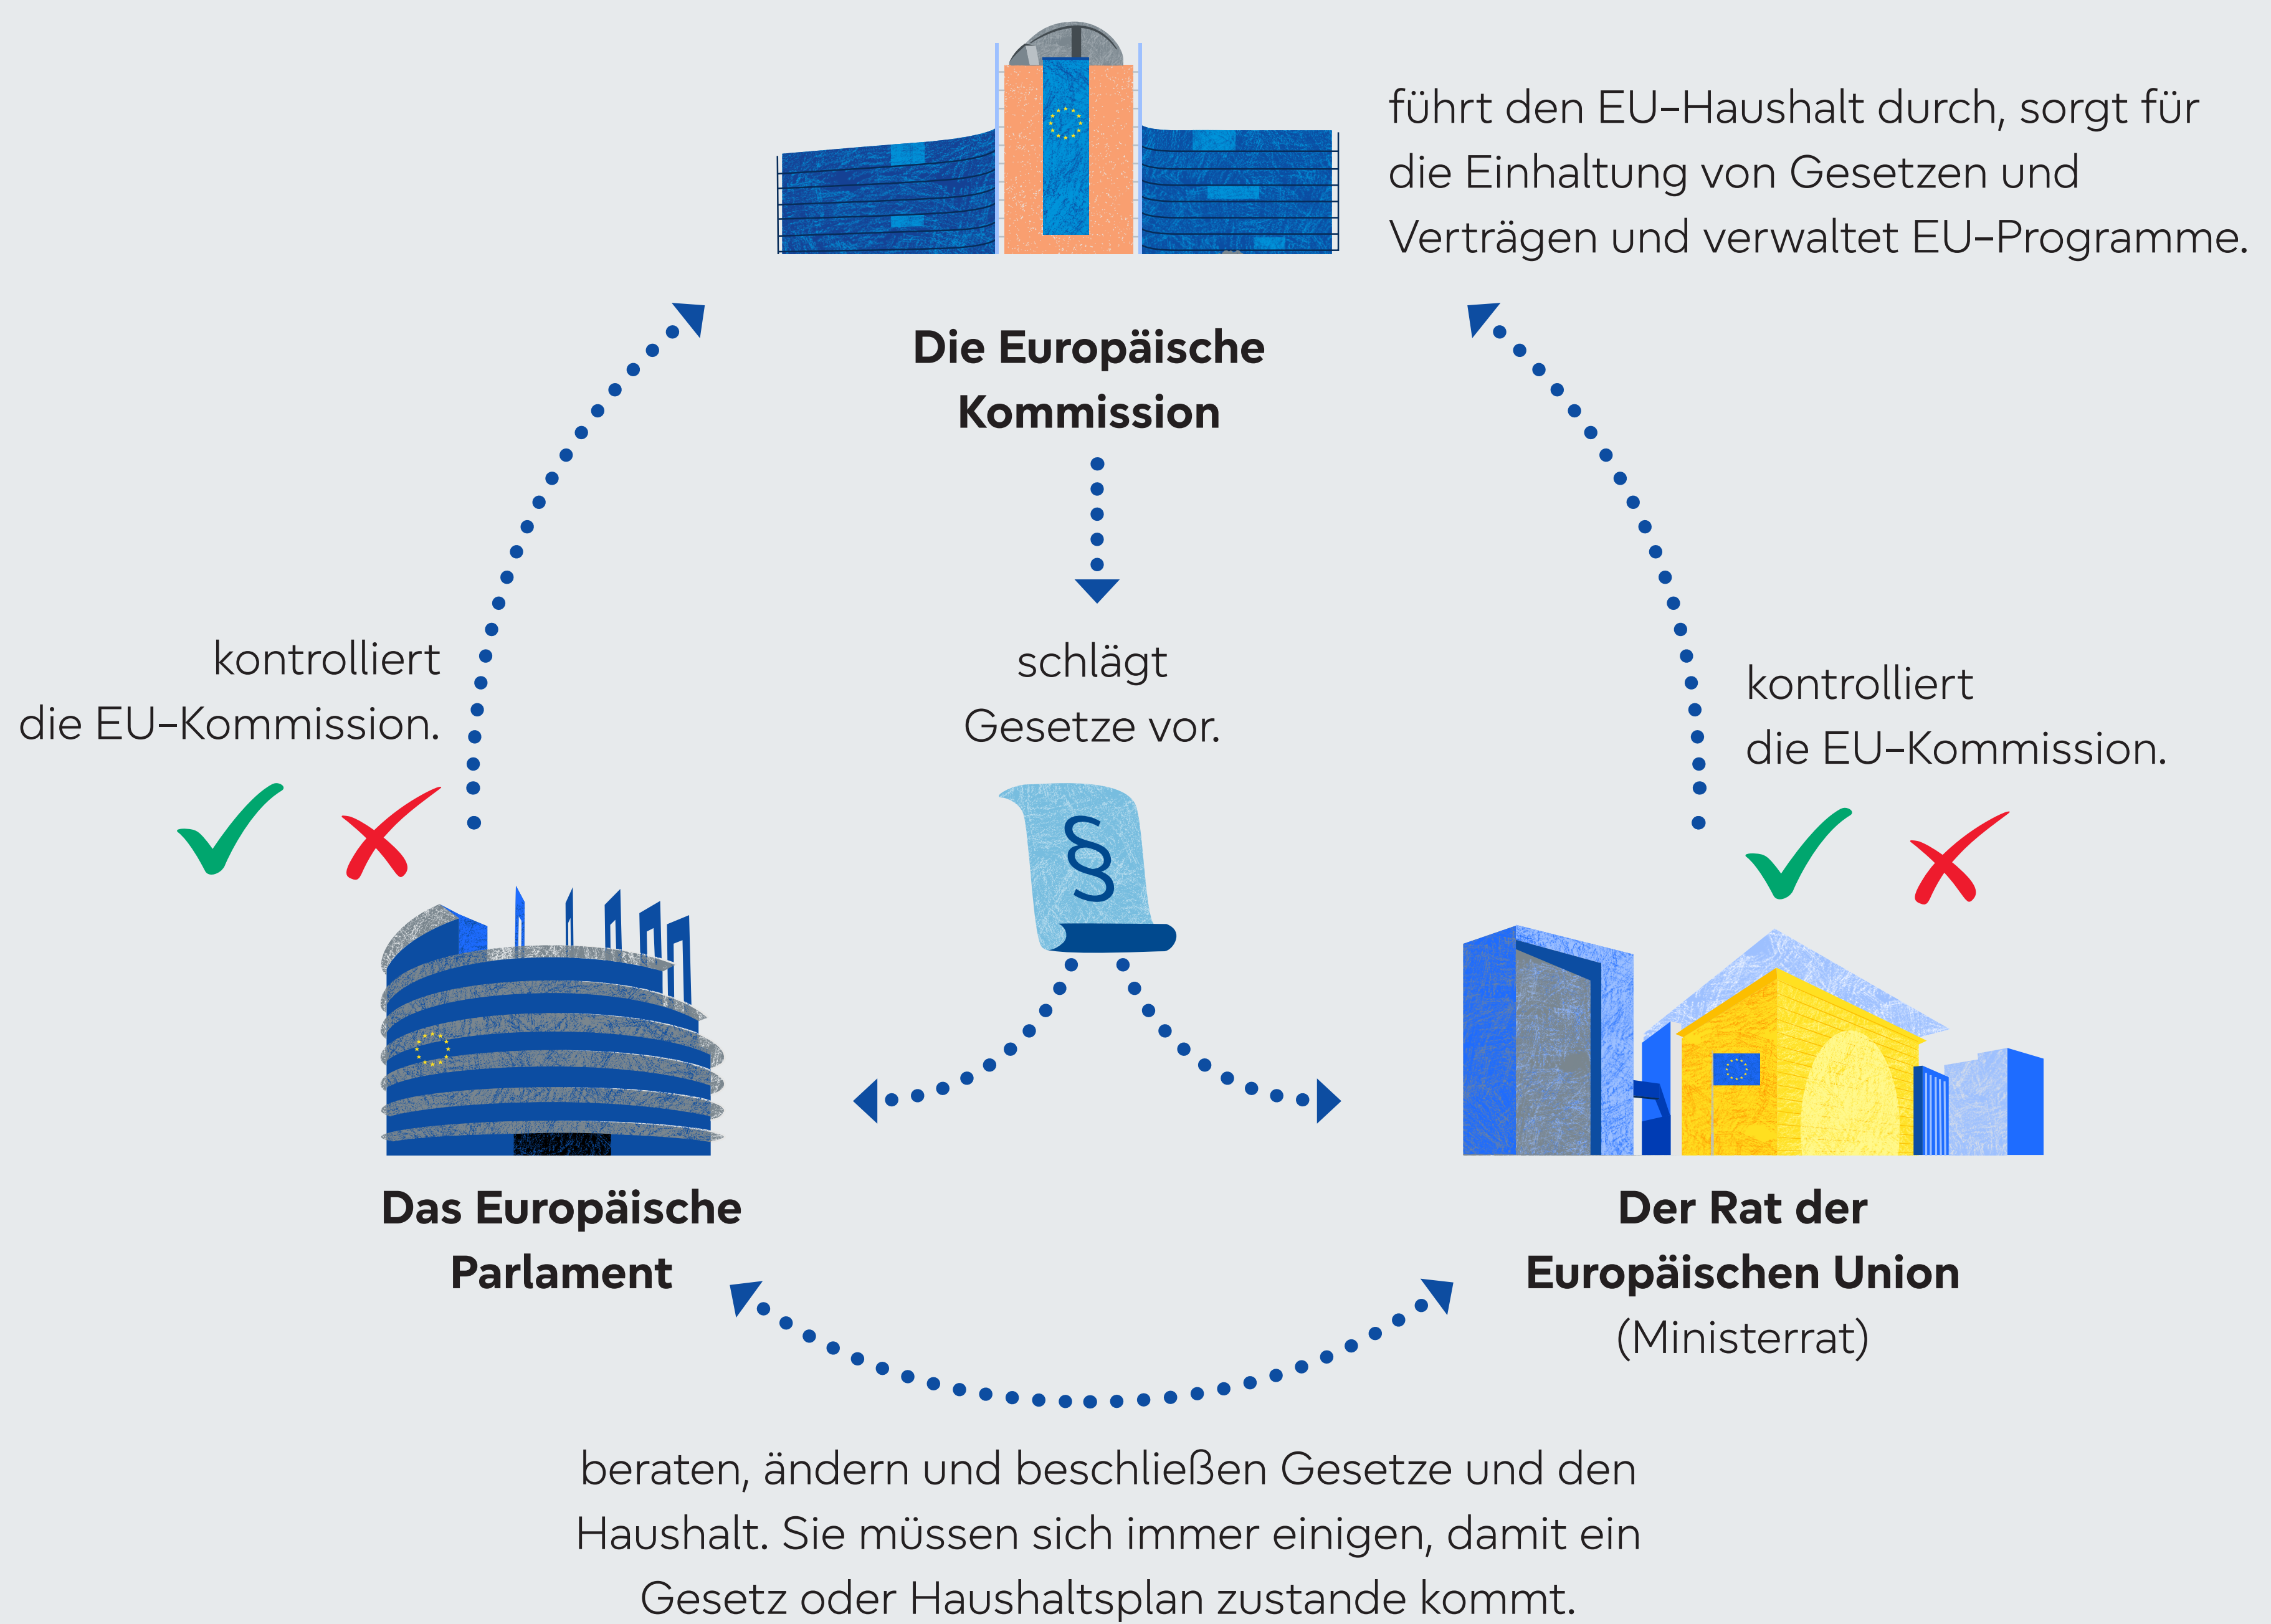 führt den EU-Haushalt durch, sorgt für
die Einhaltung von Gesetzen und
Verträgen und verwaltet EU-Programme.
Die Europäische
Kommission
kontrolliert
die EU-Kommission.
schlägt
Gesetze vor.
kontrolliert
die EU-Kommission.
§
Das Europäische
Parlament
Der Rat der
Europäischen Union
(Ministerrat)
beraten, ändern und beschließen Gesetze und den
Haushalt. Sie müssen sich immer einigen, damit ein
Gesetz oder Haushaltsplan zustande kommt.